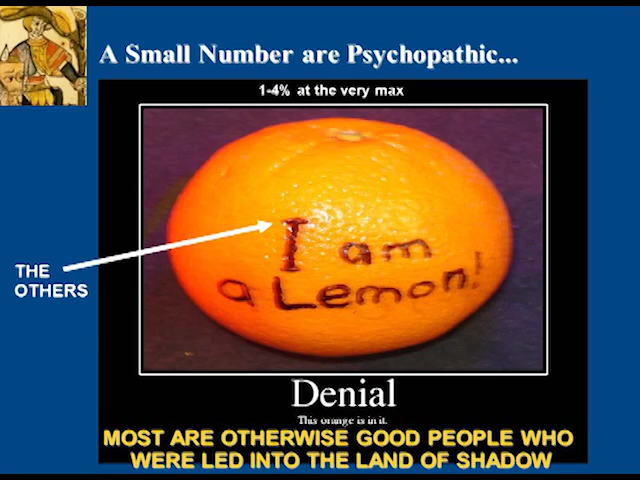 A Small Number are Psychopathic...
1-4% at the very max
I am
a Lemon!
THE
OTHERS
Denial
This orange is in it.
MOST ARE OTHERWISE GOOD PEOPLE WHO
WERE LED INTO THE LAND OF SHADOW